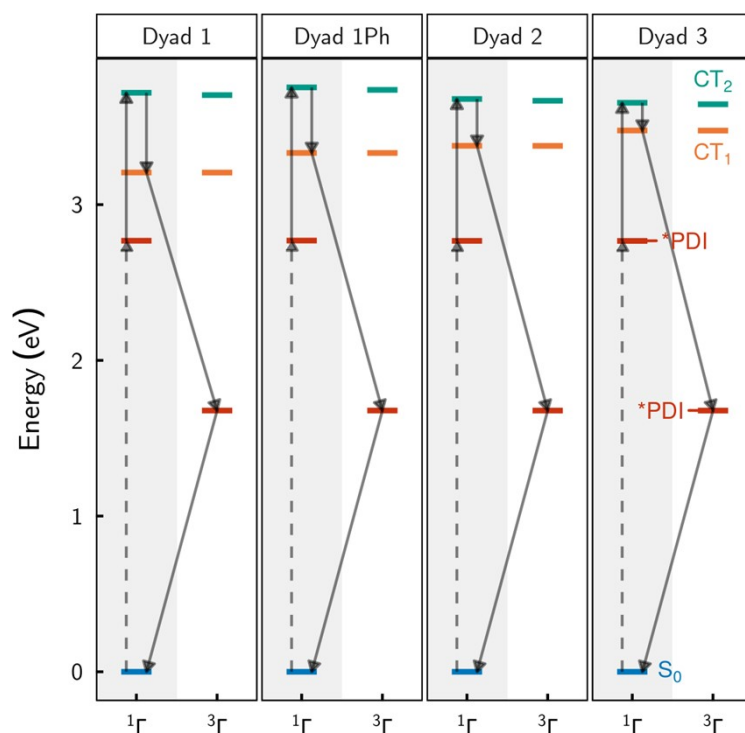 Dyad 1
Dyad 1Ph
Dyad 2
Dyad 3
Energy (eV)
3
2
1
0
CT₂
CT₁
*PDI
*PDI
S₀
¹Γ
³Γ
¹Γ
³Γ
¹Γ
³Γ
¹Γ
³Γ